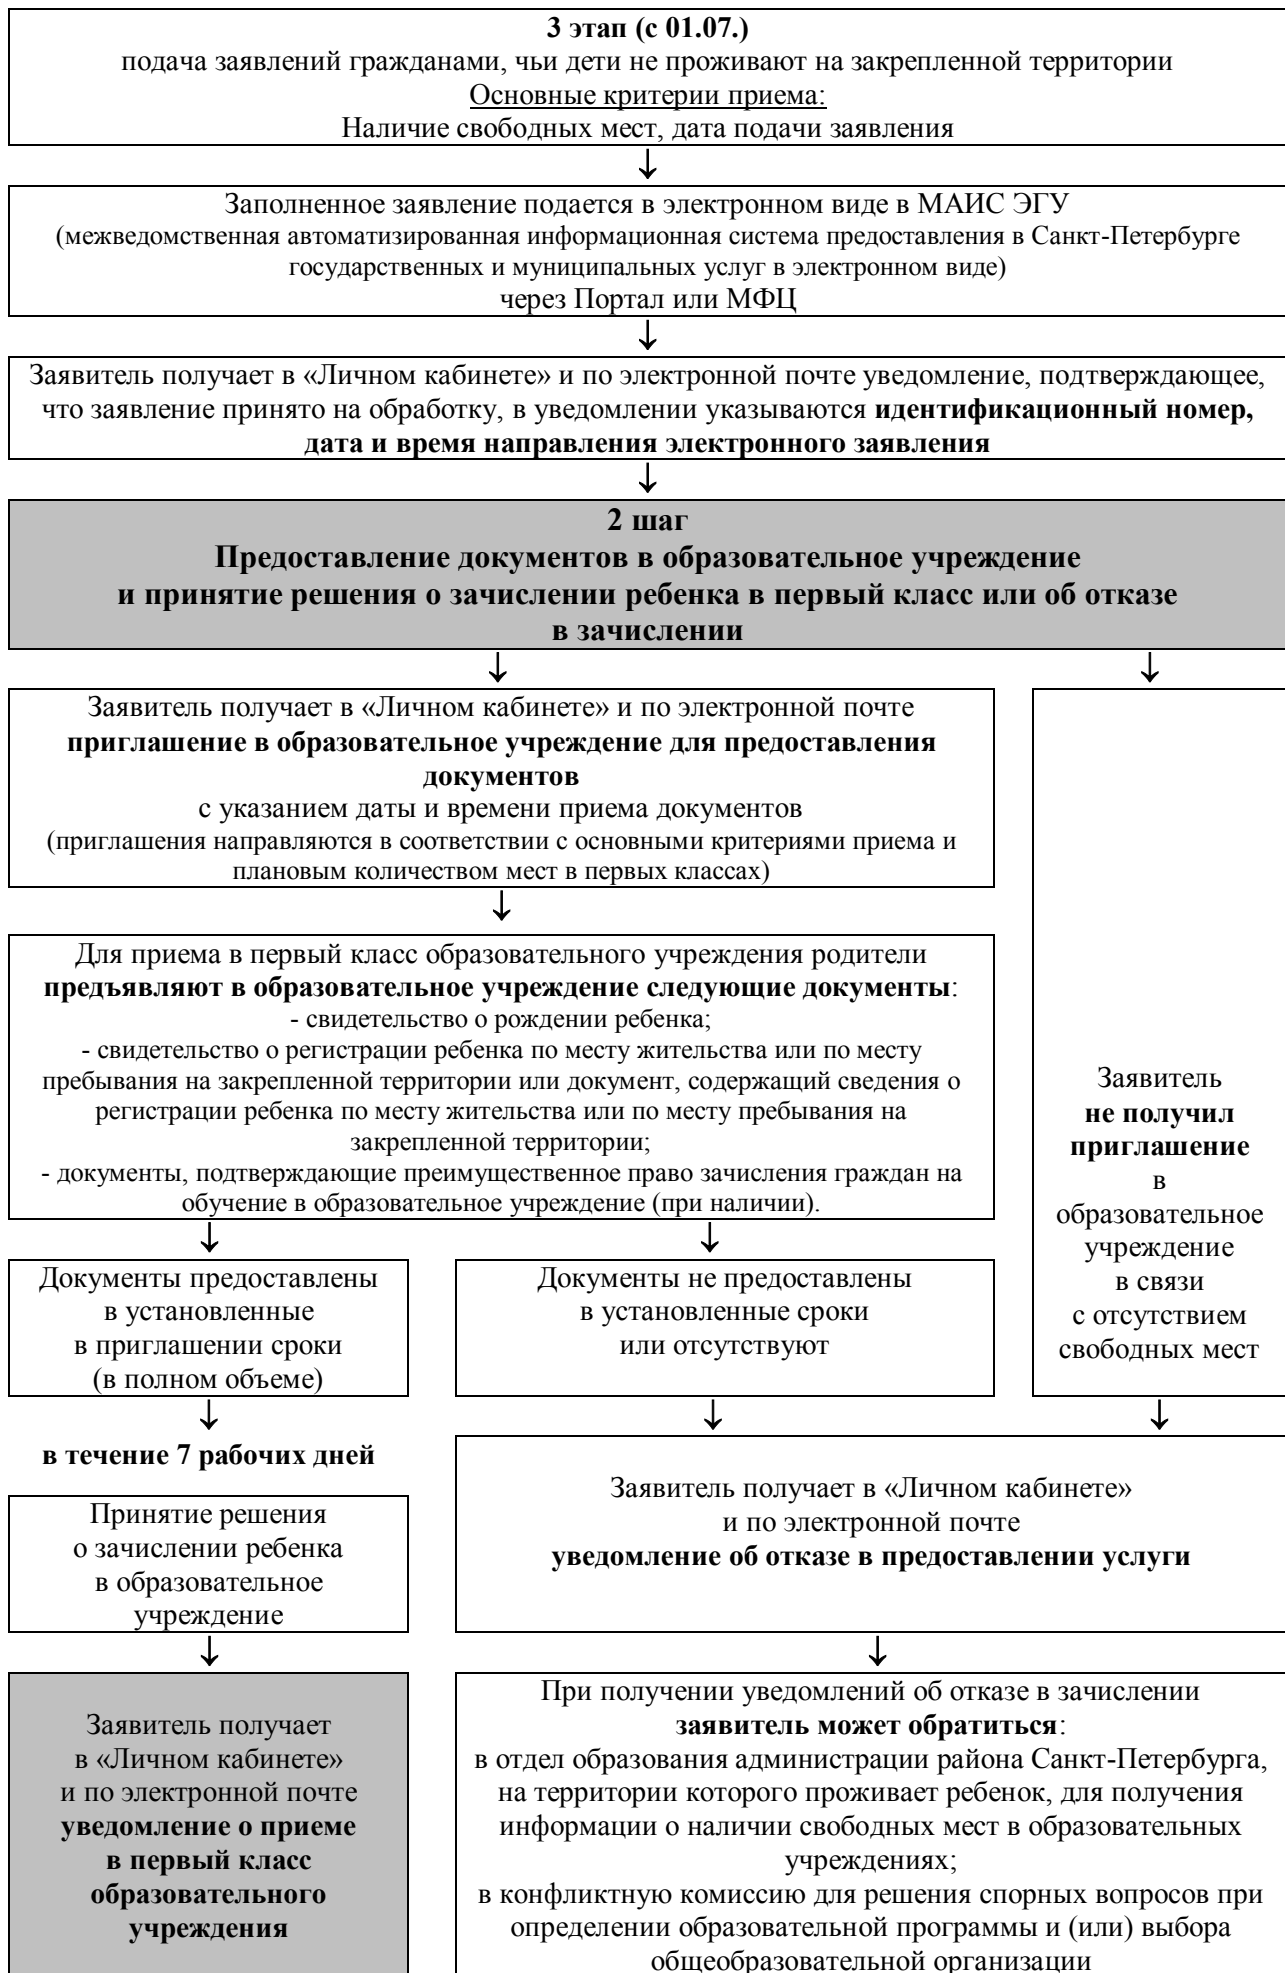 3 этап (с 01.07.)
подача заявлений гражданами, чьи дети не проживают на закрепленной территории
Основные критерии приема:
Наличие свободных мест, дата подачи заявления
Заполненное заявление подается в электронном виде в МАИС ЭГУ
(межведомственная автоматизированная информационная система предоставления в Санкт-Петербурге
государственных и муниципальных услуг в электронном виде)
через Портал или МФЦ
Заявитель получает в «Личном кабинете» и по электронной почте уведомление, подтверждающее,
что заявление принято на обработку, в уведомлении указываются идентификационный номер,
дата и время направления электронного заявления
2 шаг
Предоставление документов в образовательное учреждение
и принятие решения о зачислении ребенка в первый класс или об отказе
в зачислении
Заявитель получает в «Личном кабинете» и по электронной почте
приглашение в образовательное учреждение для предоставления
документов
с указанием даты и времени приема документов
(приглашения направляются в соответствии с основными критериями приема и
плановым количеством мест в первых классах)
Для приема в первый класс образовательного учреждения родители
предъявляют в образовательное учреждение следующие документы:
- свидетельство о рождении ребенка;
- свидетельство о регистрации ребенка по месту жительства или по месту
пребывания на закрепленной территории или документ, содержащий сведения о
регистрации ребенка по месту жительства или по месту пребывания на
закрепленной территории;
- документы, подтверждающие преимущественное право зачисления граждан на
обучение в образовательное учреждение (при наличии).
Заявитель
не получил
приглашение
в
образовательное
учреждение
в связи
с отсутствием
свободных мест
Документы предоставлены
в установленные
в приглашении сроки
(в полном объеме)
Документы не предоставлены
в установленные сроки
или отсутствуют
в течение 7 рабочих дней
Принятие решения
о зачислении ребенка
в образовательное
учреждение
Заявитель получает в «Личном кабинете»
и по электронной почте
уведомление об отказе в предоставлении услуги
Заявитель получает
в «Личном кабинете»
и по электронной почте
уведомление о приеме
в первый класс
образовательного
учреждения
При получении уведомлений об отказе в зачислении
заявитель может обратиться:
в отдел образования администрации района Санкт-Петербурга,
на территории которого проживает ребенок, для получения
информации о наличии свободных мест в образовательных
учреждениях;
в конфликтную комиссию для решения спорных вопросов при
определении образовательной программы и (или) выбора
общеобразовательной организации